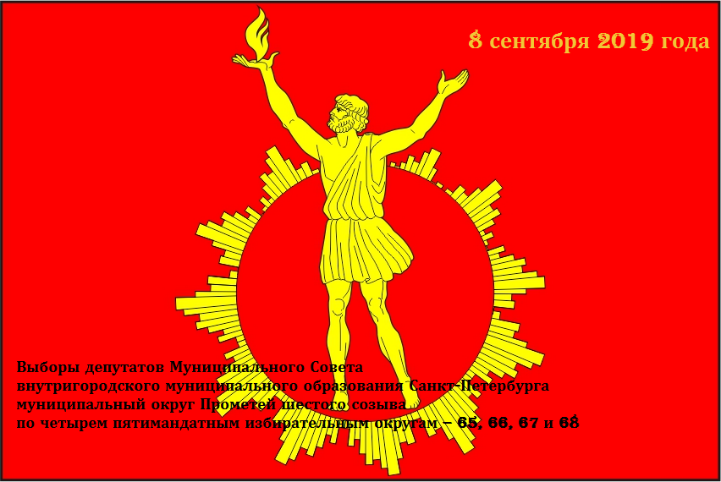 8 сентября 2019 года
Выборы депутатов Муниципального Совета
внутригородского муниципального образования Санкт-Петербурга
муниципальный округ Прометей шестого созыва
по четырем пятимандатным избирательным округам – 65, 66, 67 и 68